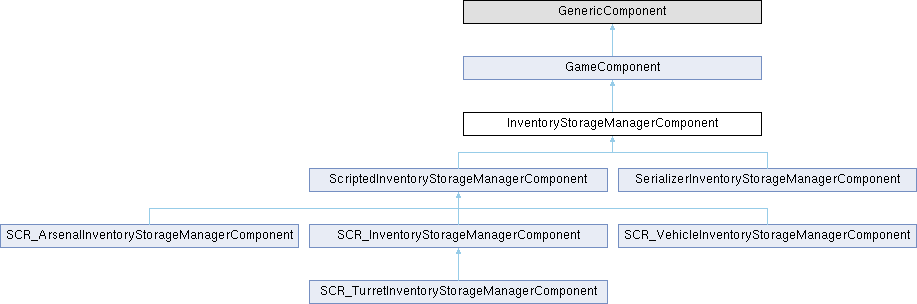 GenericComponent
GameComponent
InventoryStorageManagerComponent
ScriptedInventoryStorageManagerComponent
SerializerInventoryStorageManagerComponent
SCR_ArsenalInventoryStorageManagerComponent
SCR_InventoryStorageManagerComponent
SCR_VehicleInventoryStorageManagerComponent
SCR_TurretInventoryStorageManagerComponent